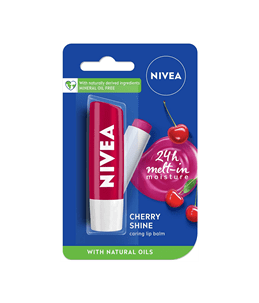 With naturally derived ingredients
MINERAL OIL FREE
NIVEA
NIVEA
24h
melt-in
moisture
CHERRY
SHINE
caring lip balm
WITH NATURAL OILS